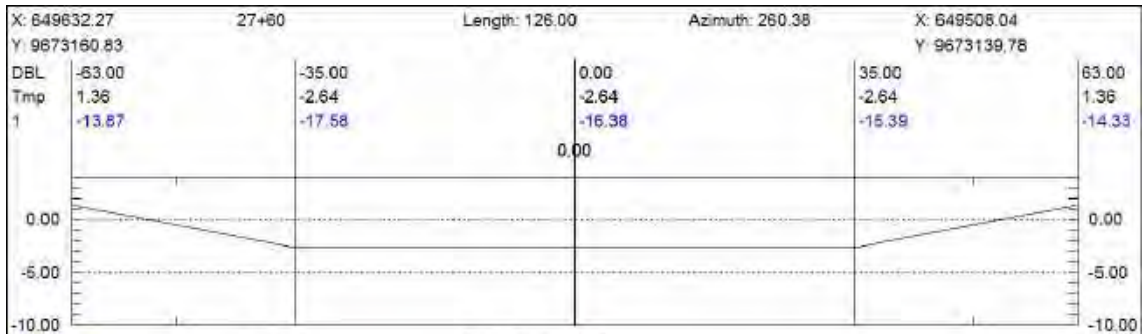 X: 649632.27 27+60 Length: 126.00 Azimuth: 260.38 X: 649508.04
Y: 9673160.83 Y: 9673139.78
DBL -63.00 -35.00 0.00 35.00 63.00
Tmp 1.36 -2.64 -2.64 -2.64 1.36
1 -13.87 -17.58 -16.38 -15.39 -14.33
0.00
0.00 0.00
-5.00 -5.00
-10.00 -10.00